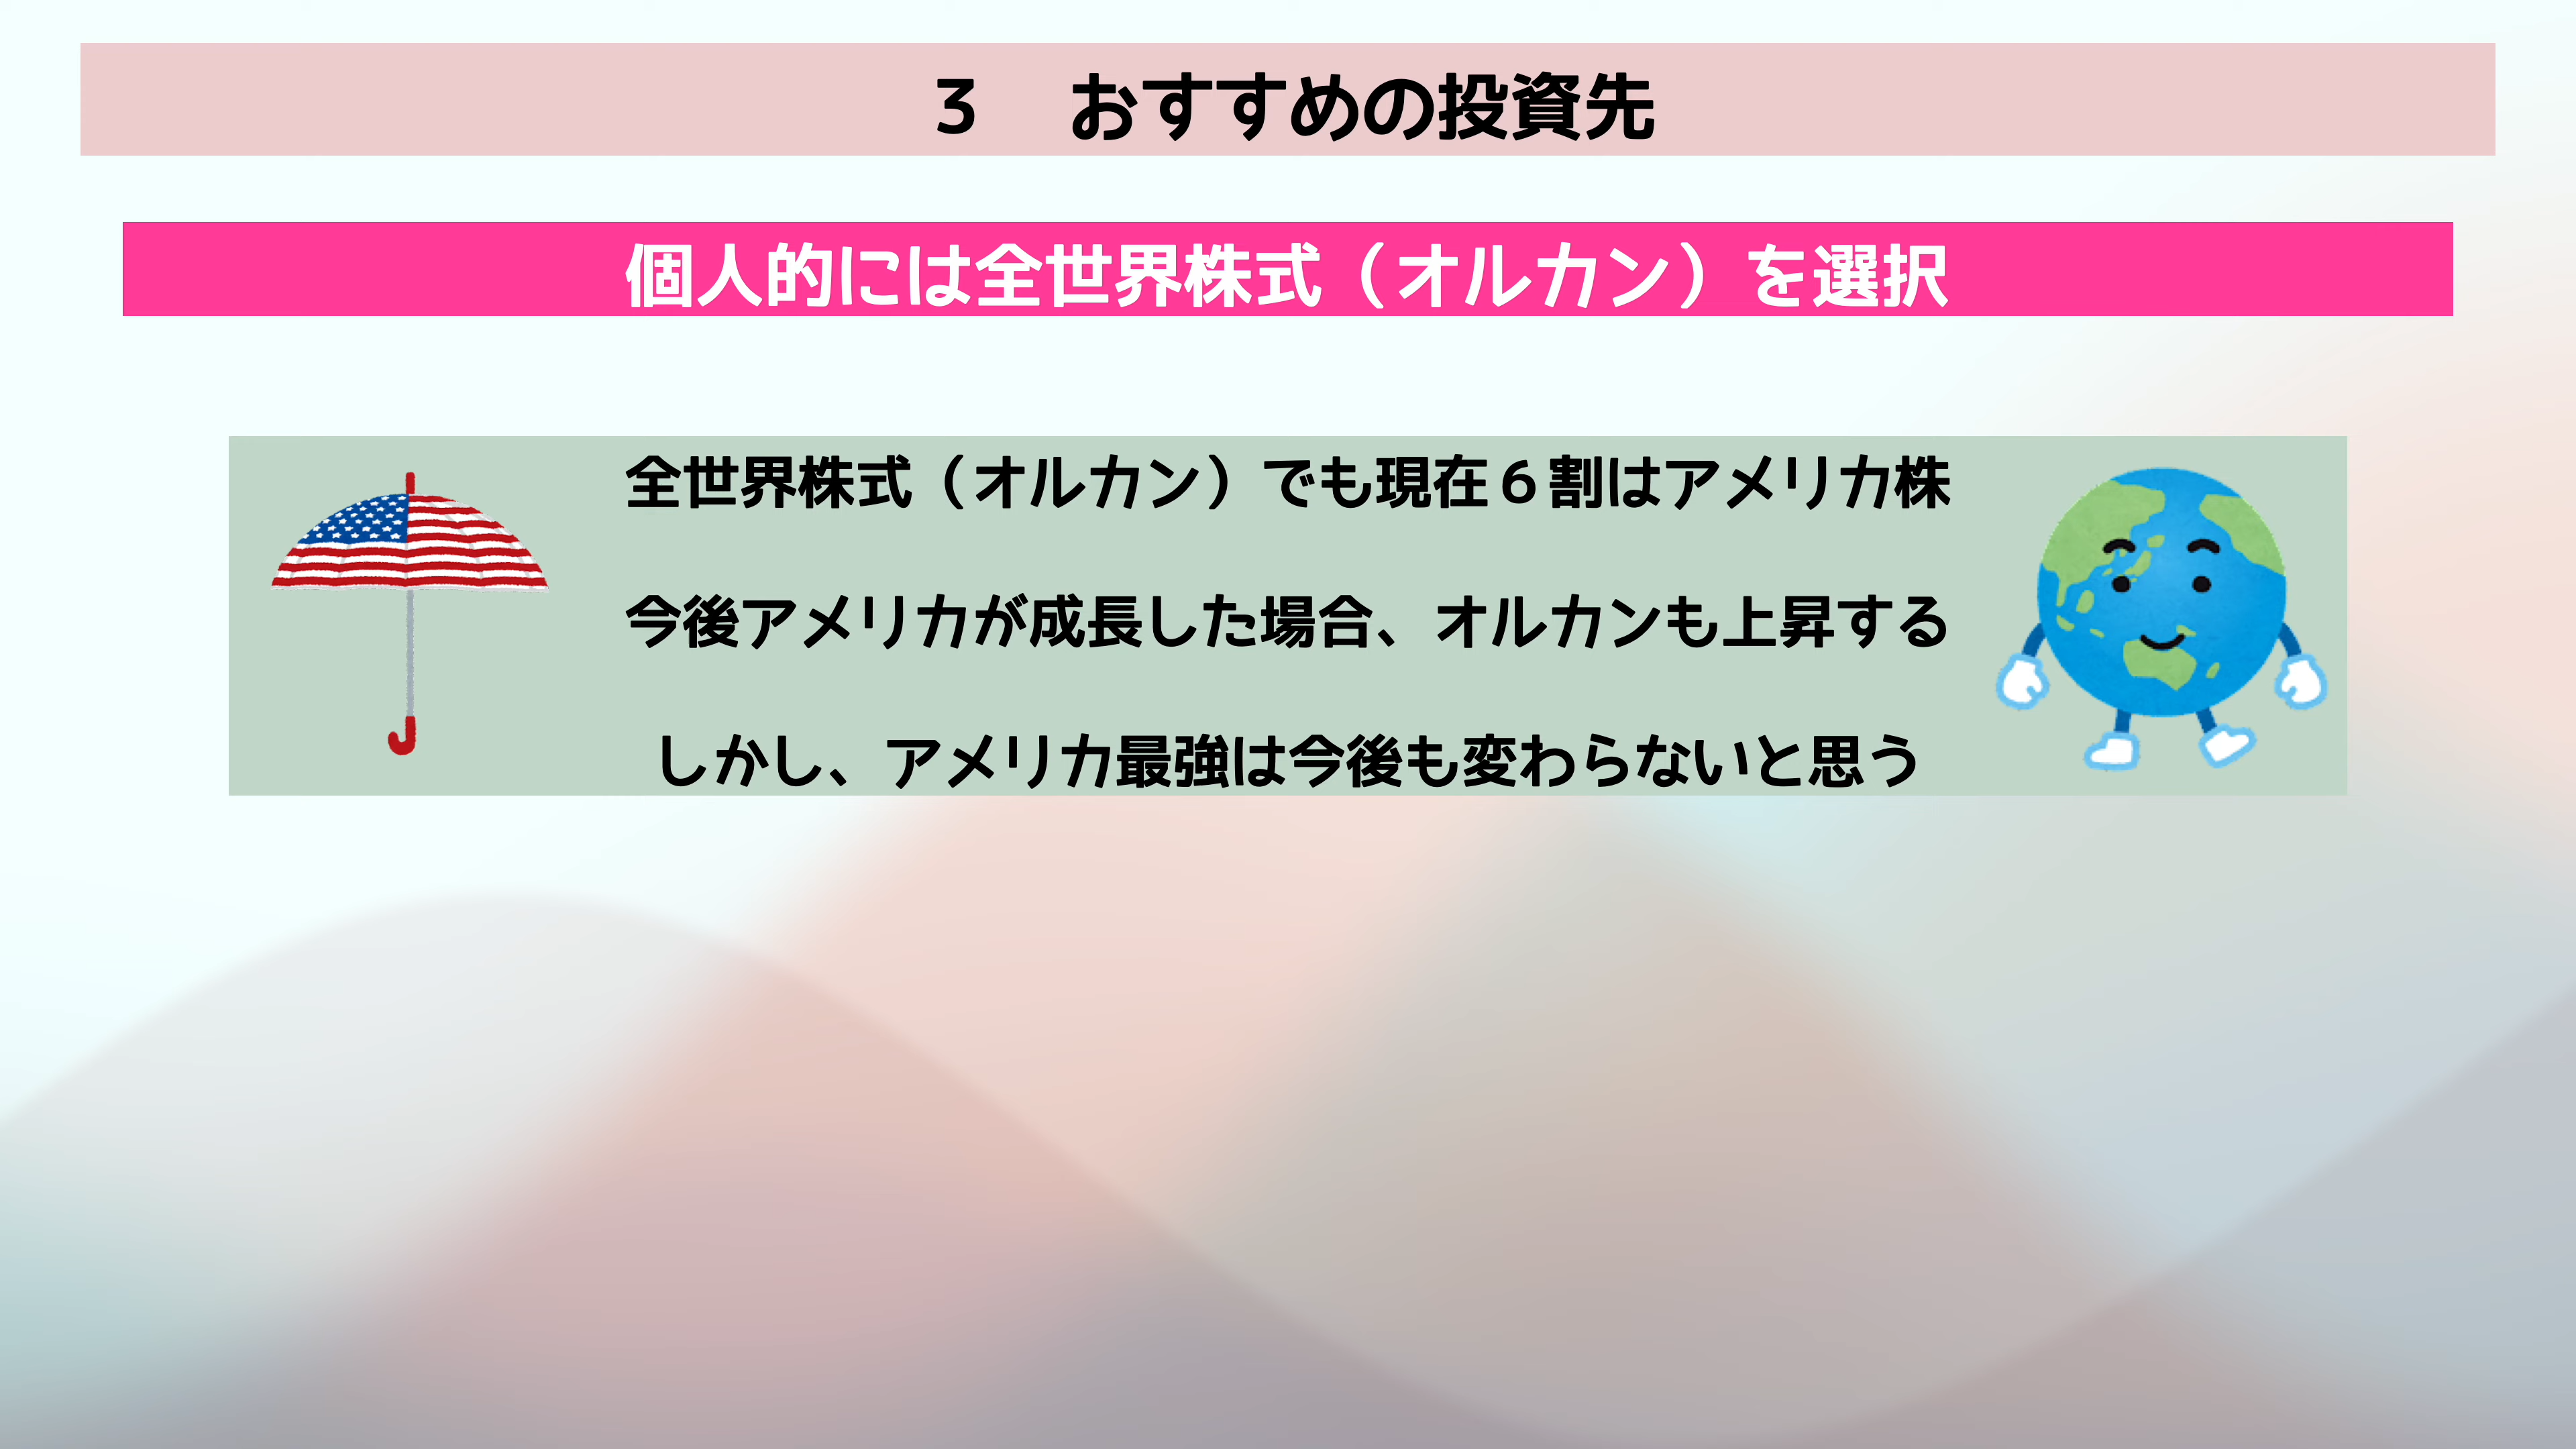 ３　おすすめの投資先
個人的には全世界株式（オルカン）を選択
全世界株式（オルカン）でも現在６割はアメリカ株
今後アメリカが成長した場合、オルカンも上昇する
しかし、アメリカ最強は今後も変わらないと思う